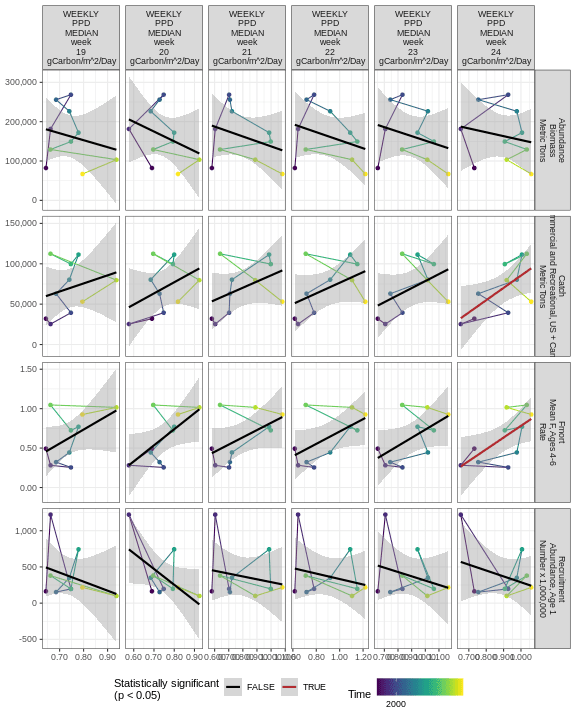 WEEKLY WEEKLY WEEKLY WEEKLY WEEKLY WEEKLY
PPD PPD PPD PPD PPD PPD
MEDIAN MEDIAN MEDIAN MEDIAN MEDIAN MEDIAN
week week week week week week
19 20 21 22 23 24
gCarbon/m^2/Day gCarbon/m^2/Day gCarbon/m^2/Day gCarbon/m^2/Day gCarbon/m^2/Day gCarbon/m^2/Day
300,000
200,000
100,000
0
Abundance
Biomass
Metric Tons
150,000
100,000
50,000
0
Catch
mmercial and Recreational, US + Can
Metric Tons
1.50
1.00
0.50
0.00
Fmort
Mean F, Ages 4-6
Rate
1,000
500
0
-500
Recruitment
Abundance, Age 1
Number x 1,000,000
0.70 0.80 0.90 0.60 0.70 0.80 0.90 0.60 0.80 1.00 1.20 1.00 0.700 1.000
Statistically significant
(p < 0.05)
FALSE TRUE
Time
2000